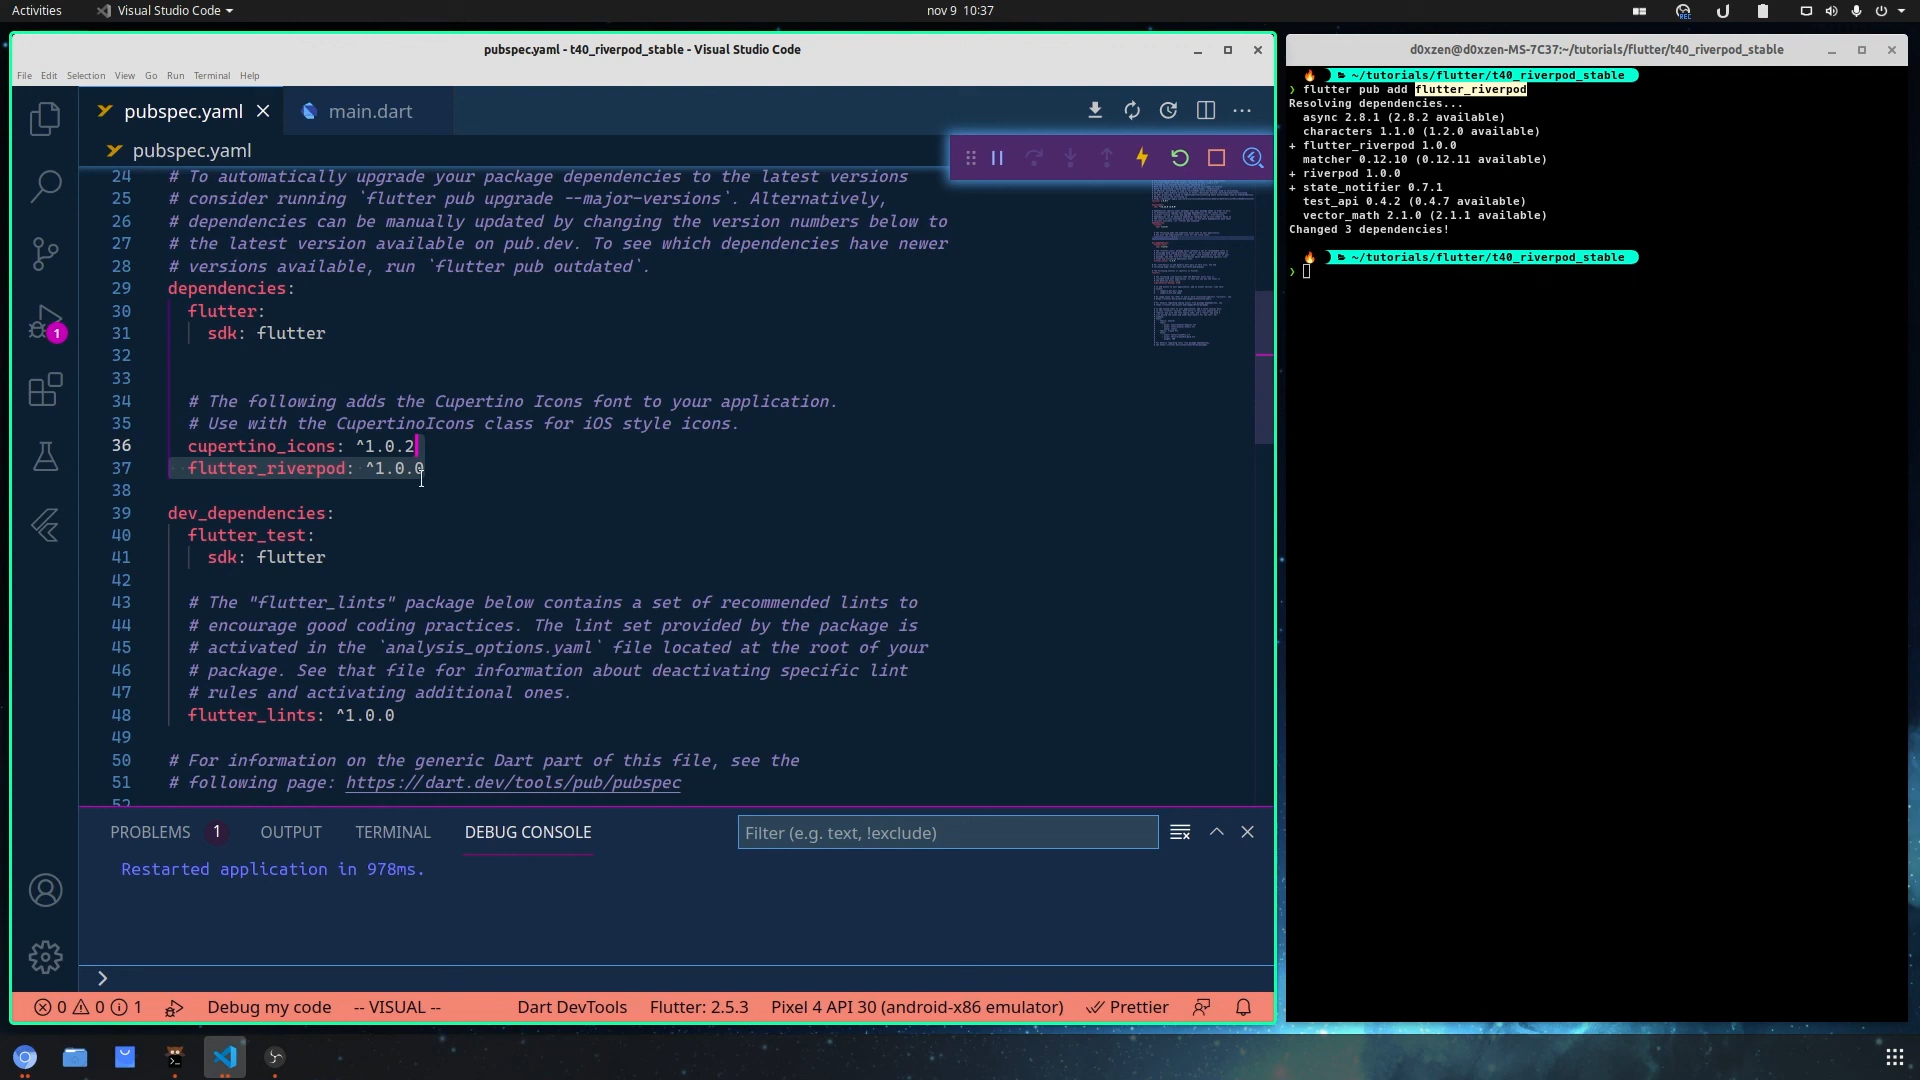 Activities
Visual Studio Code
nov 9 10:37
REC
pubspec.yaml - t40_riverpod_stable - Visual Studio Code
File Edit Selection View Go Run Terminal Help
pubspec.yaml
main.dart
pubspec.yaml
24 # To automatically upgrade your package dependencies to the latest versions
25 # consider running `flutter pub upgrade --major-versions`. Alternatively,
26 # dependencies can be manually updated by changing the version numbers below to
27 # the latest version available on pub.dev. To see which dependencies have newer
28 # versions available, run `flutter pub outdated`.
29 dependencies:
30 flutter:
31 sdk: flutter
32
33
34 # The following adds the Cupertino Icons font to your application.
35 # Use with the CupertinoIcons class for iOS style icons.
36 cupertino_icons: ^1.0.2
37 flutter_riverpod: ^1.0.0
38
39 dev_dependencies:
40 flutter_test:
41 sdk: flutter
42
43 # The "flutter_lints" package below contains a set of recommended lints to
44 # encourage good coding practices. The lint set provided by the package is
45 # activated in the `analysis_options.yaml` file located at the root of your
46 # package. See that file for information about deactivating specific lint
47 # rules and activating additional ones.
48 flutter_lints: ^1.0.0
49
50 # For information on the generic Dart part of this file, see the
51 # following page: https://dart.dev/tools/pub/pubspec
52
1
PROBLEMS 1 OUTPUT TERMINAL DEBUG CONSOLE
Filter (e.g. text, !exclude)
Restarted application in 978ms.
0 0 1 Debug my code -- VISUAL -- Dart DevTools Flutter: 2.5.3 Pixel 4 API 30 (android-x86 emulator) Prettier
d0xzen@d0xzen-MS-7C37:~/tutorials/flutter/t40_riverpod_stable
~/tutorials/flutter/t40_riverpod_stable
❯ flutter pub add flutter_riverpod
Resolving dependencies...
async 2.8.1 (2.8.2 available)
characters 1.1.0 (1.2.0 available)
+ flutter_riverpod 1.0.0
matcher 0.12.10 (0.12.11 available)
+ riverpod 1.0.0
+ state_notifier 0.7.1
test_api 0.4.2 (0.4.7 available)
vector_math 2.1.0 (2.1.1 available)
Changed 3 dependencies!
~/tutorials/flutter/t40_riverpod_stable
❯